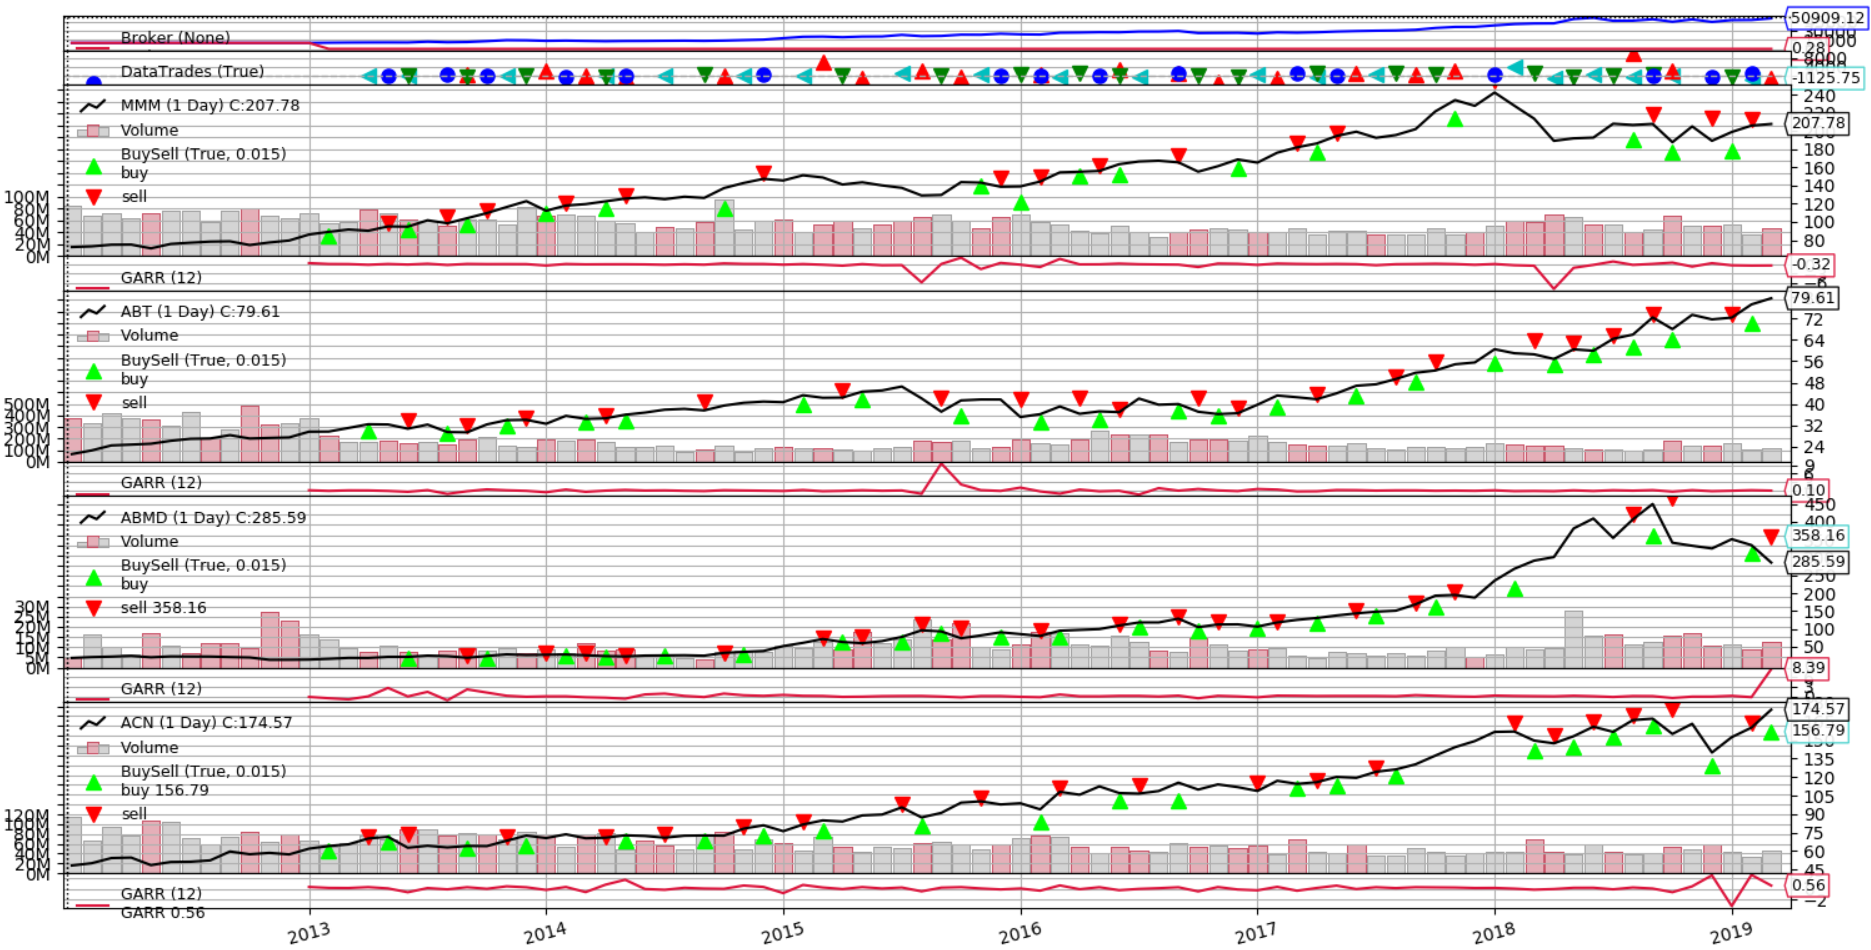 50909.12
Broker (None)
0.28
DataTrades (True)
8000
-1125.75
MMM (1 Day) C:207.78
240
Volume
207.78
BuySell (True, 0.015)
180
buy
160
sell
140
100M
120
80M
100
60M
40M
80
20M
0M
GARR (12)
-0.32
ABT (1 Day) C:79.61
79.61
Volume
72
64
BuySell (True, 0.015)
56
buy
48
sell
40
500M
400M
32
300M
200M
24
100M
0M
GARR (12)
9
0.10
ABMD (1 Day) C:285.59
450
400
Volume
358.16
BuySell (True, 0.015)
285.59
buy
250
sell 358.16
200
30M
150
25M
20M
100
15M
10M
50
5M
0M
GARR (12)
8.39
3
ACN (1 Day) C:174.57
174.57
Volume
156.79
BuySell (True, 0.015)
135
buy 156.79
120
sell
105
120M
100M
90
80M
75
60M
40M
60
20M
0M
45
GARR (12)
0.56
GARR 0.56
−2
2013 2014 2015 2016 2017 2018 2019